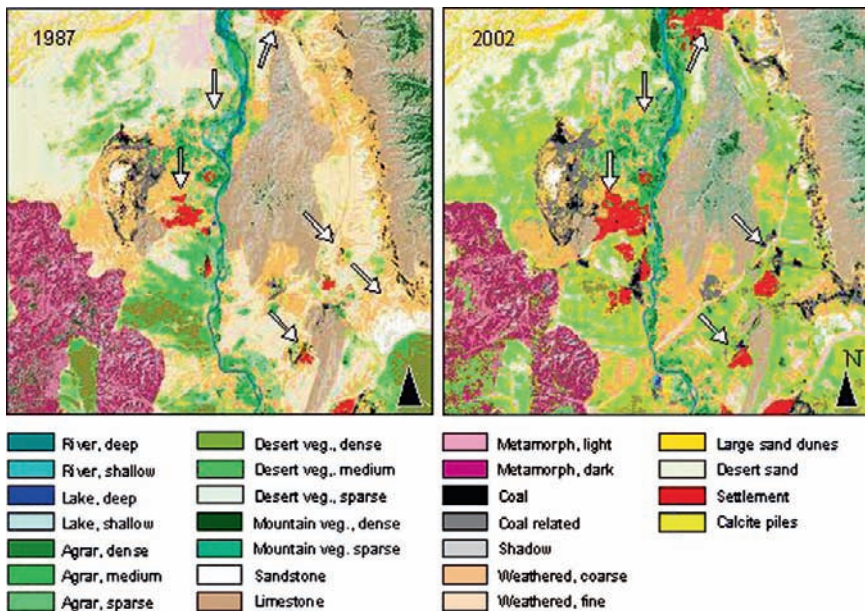 1987
2002
N
River, deep
River, shallow
Lake, deep
Lake, shallow
Agrar, dense
Agrar, medium
Agrar, sparse
Desert veg., dense
Desert veg., medium
Desert veg., sparse
Mountain veg., dense
Mountain veg. sparse
Sandstone
Limestone
Metamorph, light
Metamorph, dark
Coal
Coal related
Shadow
Weathered, coarse
Weathered, fine
Large sand dunes
Desert sand
Settlement
Calcite piles